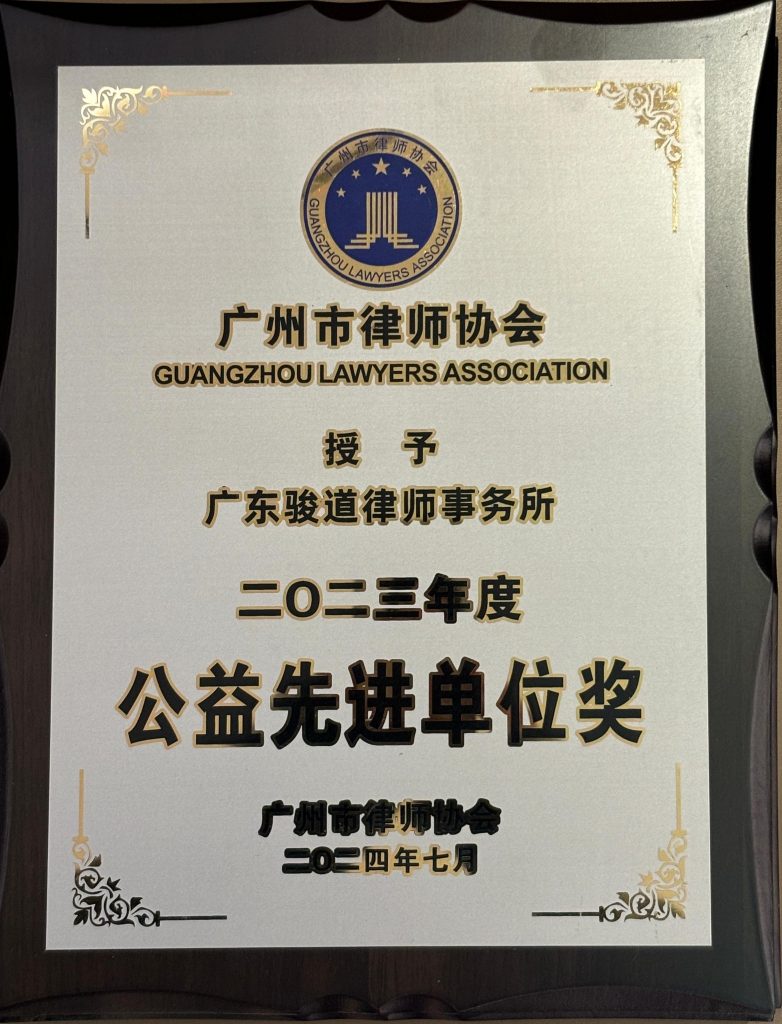 广州市律师协会
GUANGZHOU LAWYERS ASSOCIATION
广州市律师协会
GUANGZHOU LAWYERS ASSOCIATION
授 予
广东骏道律师事务所
二O二三年度
公益先进单位奖
广州市律师协会
二O二四年七月